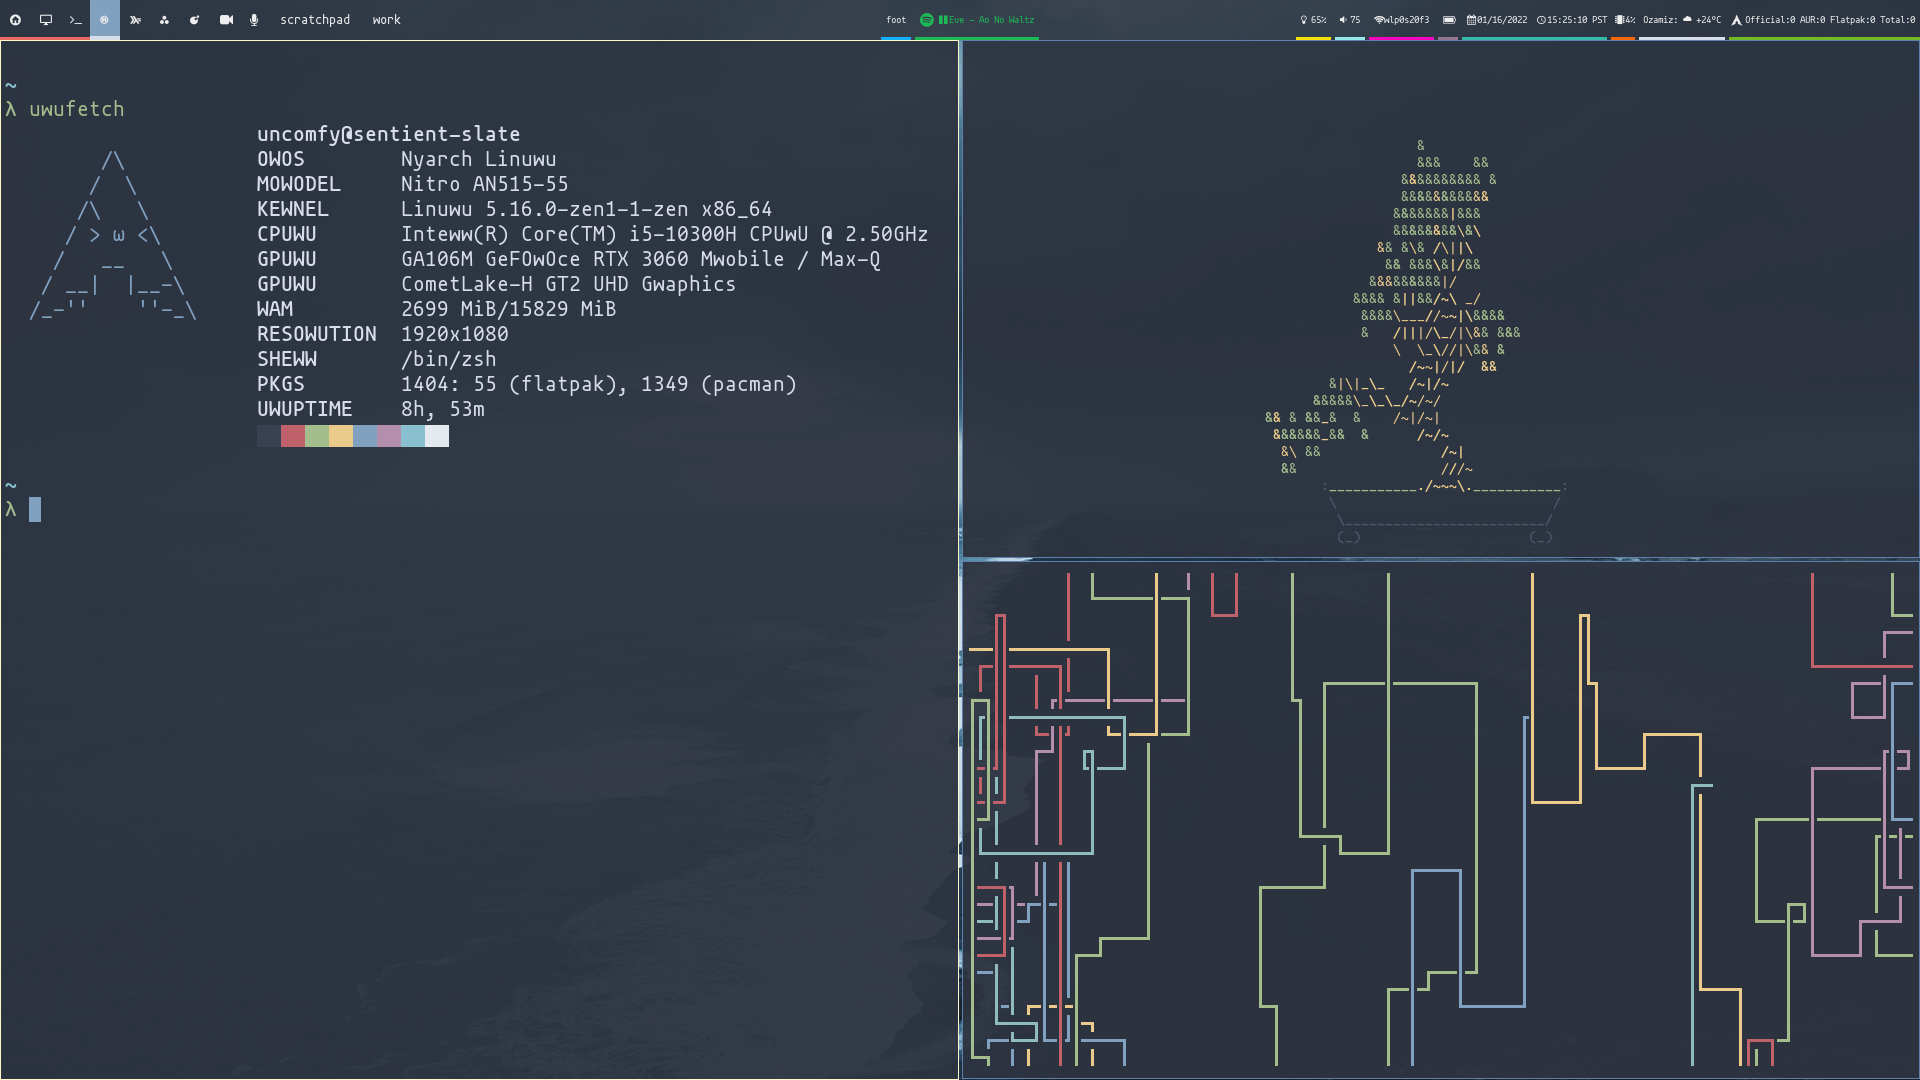 scratchpad work
foot
Eve - Ao No Waltz
65% 75 wlp0s20f3 01/16/2022 15:25:10 PST 4% Ozamiz: +24°C Official:0 AUR:0 Flatpak:0 Total:0
~
λ uwufetch
uncomfy@sentient-slate
OWOS Nyarch Linuwu
MOWODEL Nitro AN515-55
KEWNEL Linuwu 5.16.0-zen1-1-zen x86_64
CPUWU Inteww(R) Core(TM) i5-10300H CPUwU @ 2.50GHz
GPUWU GA106M GeFOwOce RTX 3060 Mwobile / Max-Q
GPUWU CometLake-H GT2 UHD Gwaphics
WAM 2699 MiB/15829 MiB
RESOWUTION 1920x1080
SHEWW /bin/zsh
PKGS 1404: 55 (flatpak), 1349 (pacman)
UWUPTIME 8h, 53m
~
λ